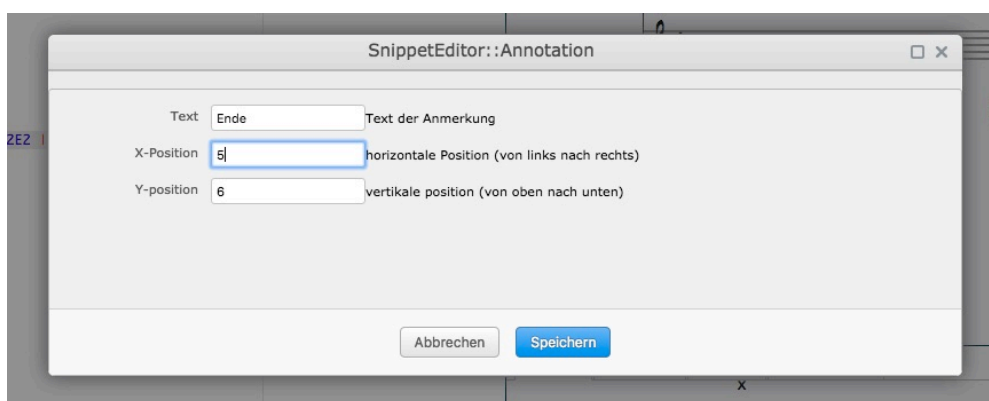 SnippetEditor::Annotation
Text Ende Text der Anmerkung
2E2 |
X-Position 5 horizontale Position (von links nach rechts)
Y-position 6 vertikale position (von oben nach unten)
Abbrechen Speichern
x